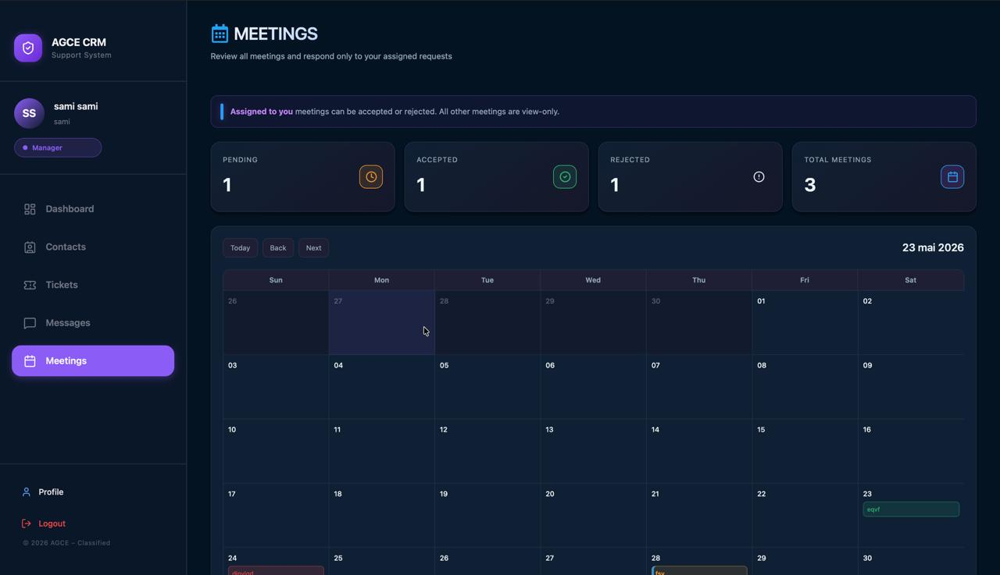 AGCE CRM
Support System
SS
sami sami
sami
Manager
Dashboard
Contacts
Tickets
Messages
Meetings
Profile
Logout
© 2026 AGCE – Classified
MEETINGS
Review all meetings and respond only to your assigned requests
Assigned to you meetings can be accepted or rejected. All other meetings are view-only.
PENDING
1
ACCEPTED
1
REJECTED
1
TOTAL MEETINGS
3
Today Back Next
23 mai 2026
Sun Mon Tue Wed Thu Fri Sat
26 27 28 29 30 01 02
03 04 05 06 07 08 09
10 11 12 13 14 15 16
17 18 19 20 21 22 23
eqvf
24 25 26 27 28 29 30
fsv